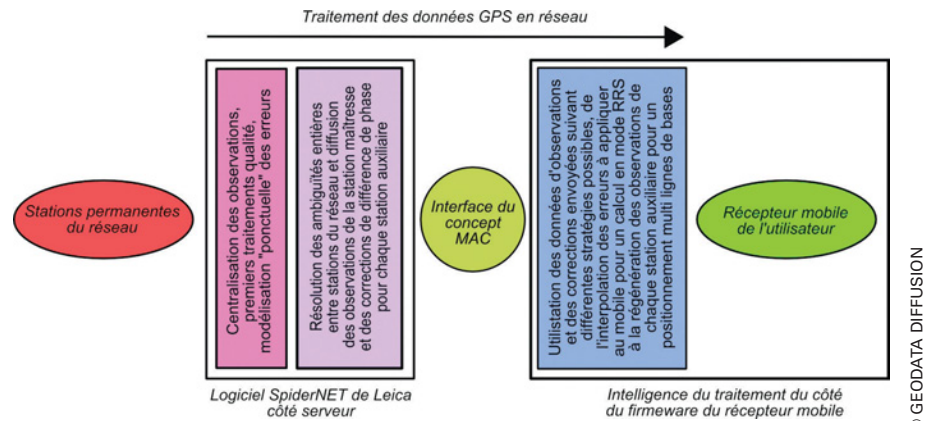 Traitement des données GPS en réseau
Stations permanentes
du réseau
Centralisation des observations,
premiers traitements qualité,
modélisation "ponctuelle" des erreurs
Résolution des ambiguïtés entières
entre stations du réseau et diffusion
des observations de la station maîtresse
et des corrections de différence de phase
pour chaque station auxiliaire
Logiciel SpiderNET de Leica
côté serveur
Interface du
concept
MAC
Utilistation des données d'observations
et des corrections envoyées suivant
différentes stratégies possibles, de
l'interpolation des erreurs à appliquer
au mobile pour un calcul en mode RRS
à la régénération des observations de
chaque station auxiliaire pour un
positionnement multi lignes de bases
Récepteur mobile
de l'utilisateur
Intelligence du traitement du côté
du firmeware du récepteur mobile
© GEODATA DIFFUSION